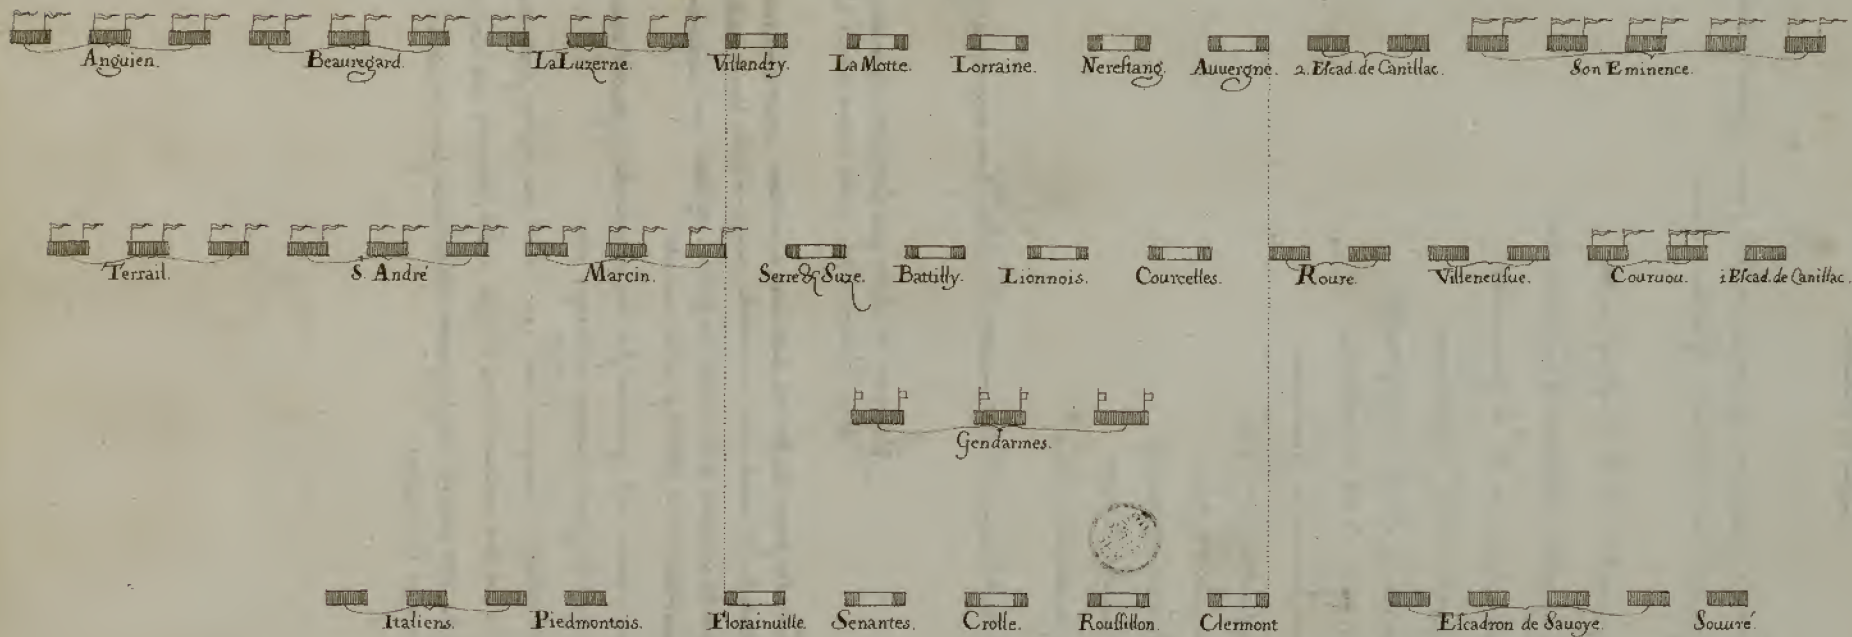 Anguien. Beauregard. La Luzerne. Villandry. La Motte. Lorraine. Nereſtang. Auuergne. 2. Eſcad. de Canillac. Son Eminence.
Terrail. S. André Marcin. Serre & Suze. Battilly. Lionnois. Courcelles. Roure. Villeneufue. Couruou. 1 Eſcad. de Canillac.
Gendarmes.
Italiens. Piedmontois. Florainuille. Senantes. Crolle. Rouſſillon. Clermont Eſcadron de Sauoye. Souuré.